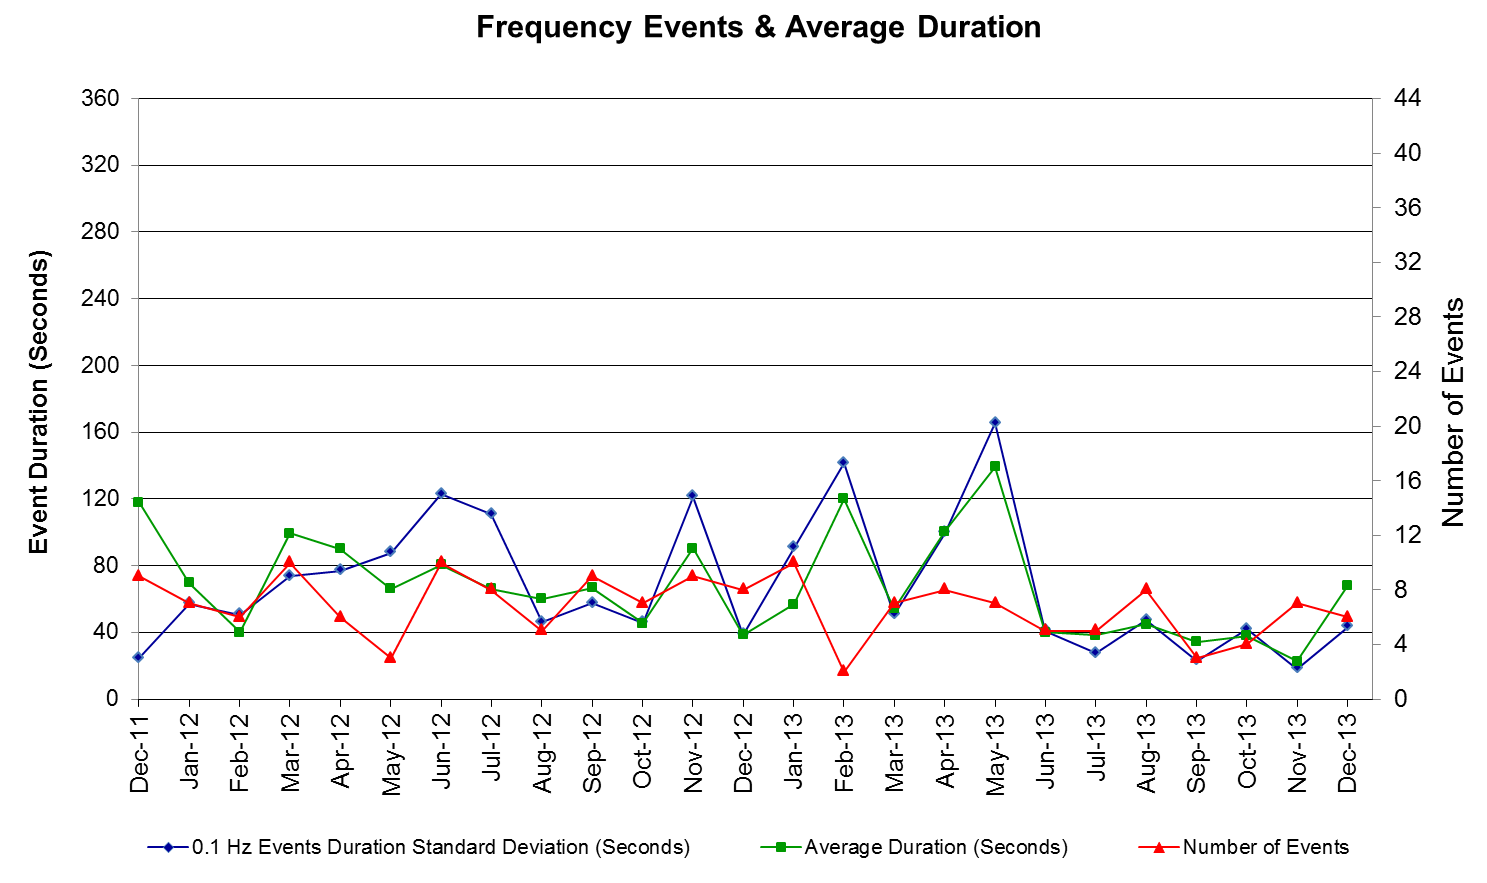 Frequency Events & Average Duration
360
320
280
240
200
160
120
80
40
0
Event Duration (Seconds)
44
40
36
32
28
24
20
16
12
8
4
0
Number of Events
Dec-11
Jan-12
Feb-12
Mar-12
Apr-12
May-12
Jun-12
Jul-12
Aug-12
Sep-12
Oct-12
Nov-12
Dec-12
Jan-13
Feb-13
Mar-13
Apr-13
May-13
Jun-13
Jul-13
Aug-13
Sep-13
Oct-13
Nov-13
Dec-13
0.1 Hz Events Duration Standard Deviation (Seconds)
Average Duration (Seconds)
Number of Events